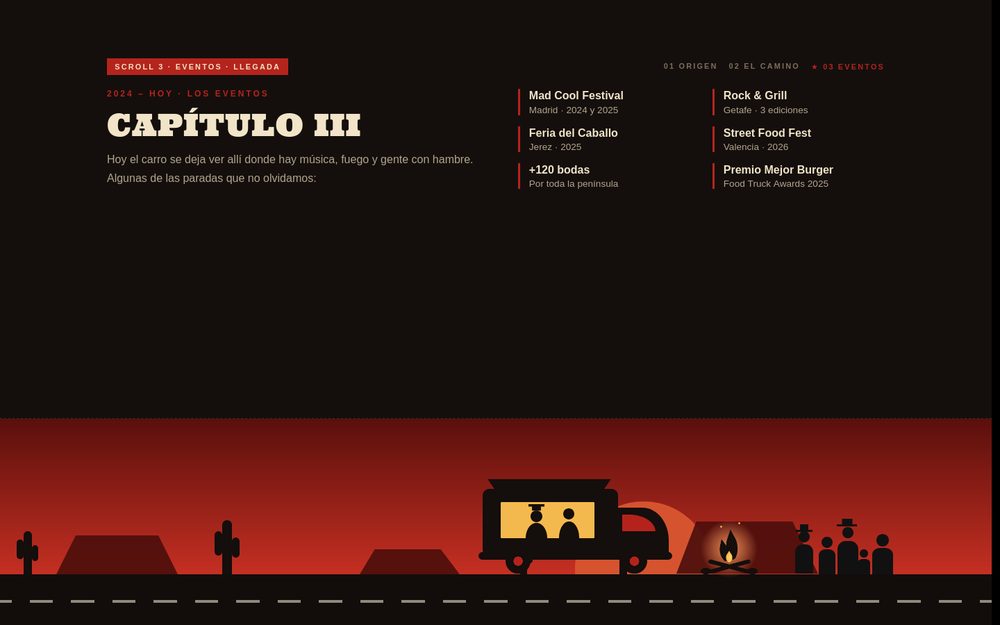 SCROLL 3 · EVENTOS · LLEGADA
01 ORIGEN 02 EL CAMINO ★ 03 EVENTOS
2024 – HOY · LOS EVENTOS
CAPÍTULO III
Hoy el carro se deja ver allí donde hay música, fuego y gente con hambre.
Algunas de las paradas que no olvidamos:
Mad Cool Festival
Madrid · 2024 y 2025
Rock & Grill
Getafe · 3 ediciones
Feria del Caballo
Jerez · 2025
Street Food Fest
Valencia · 2026
+120 bodas
Por toda la península
Premio Mejor Burger
Food Truck Awards 2025